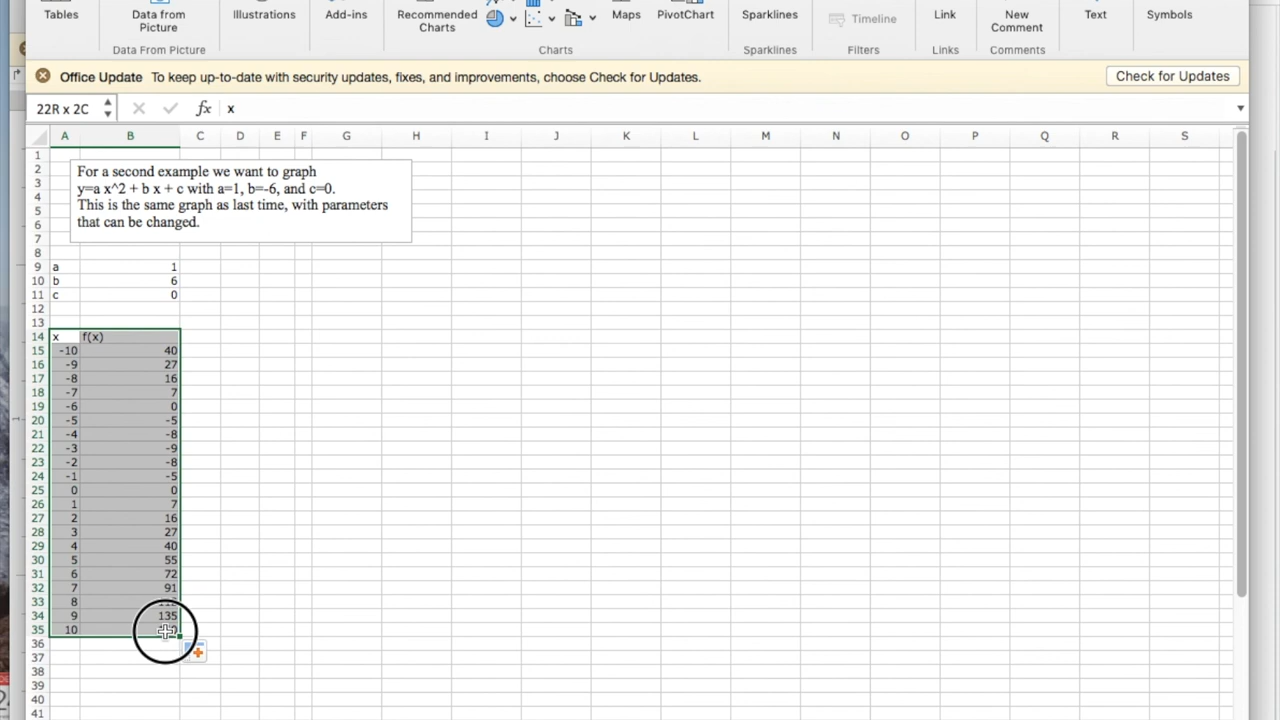 Tables
Data from Picture
Illustrations
Add-ins
Recommended Charts
Maps
PivotChart
Sparklines
Timeline
Link
New Comment
Text
Symbols
Data From Picture
Charts
Sparklines
Filters
Links
Comments
Office Update To keep up-to-date with security updates, fixes, and improvements, choose Check for Updates.
Check for Updates
22R x 2C
fx x
A B C D E F G H I J K L M N O P Q R S
1
2
3
4
5
6
7
For a second example we want to graph
y=a x^2 + b x + c with a=1, b=-6, and c=0.
This is the same graph as last time, with parameters
that can be changed.
8
9 a 1
10 b 6
11 c 0
12
13
14 x f(x)
15 -10 40
16 -9 27
17 -8 16
18 -7 7
19 -6 0
20 -5 -5
21 -4 -8
22 -3 -9
23 -2 -8
24 -1 -5
25 0 0
26 1 7
27 2 16
28 3 27
29 4 40
30 5 55
31 6 72
32 7 91
33 8
34 9 135
35 10
36
37
38
39
40
41